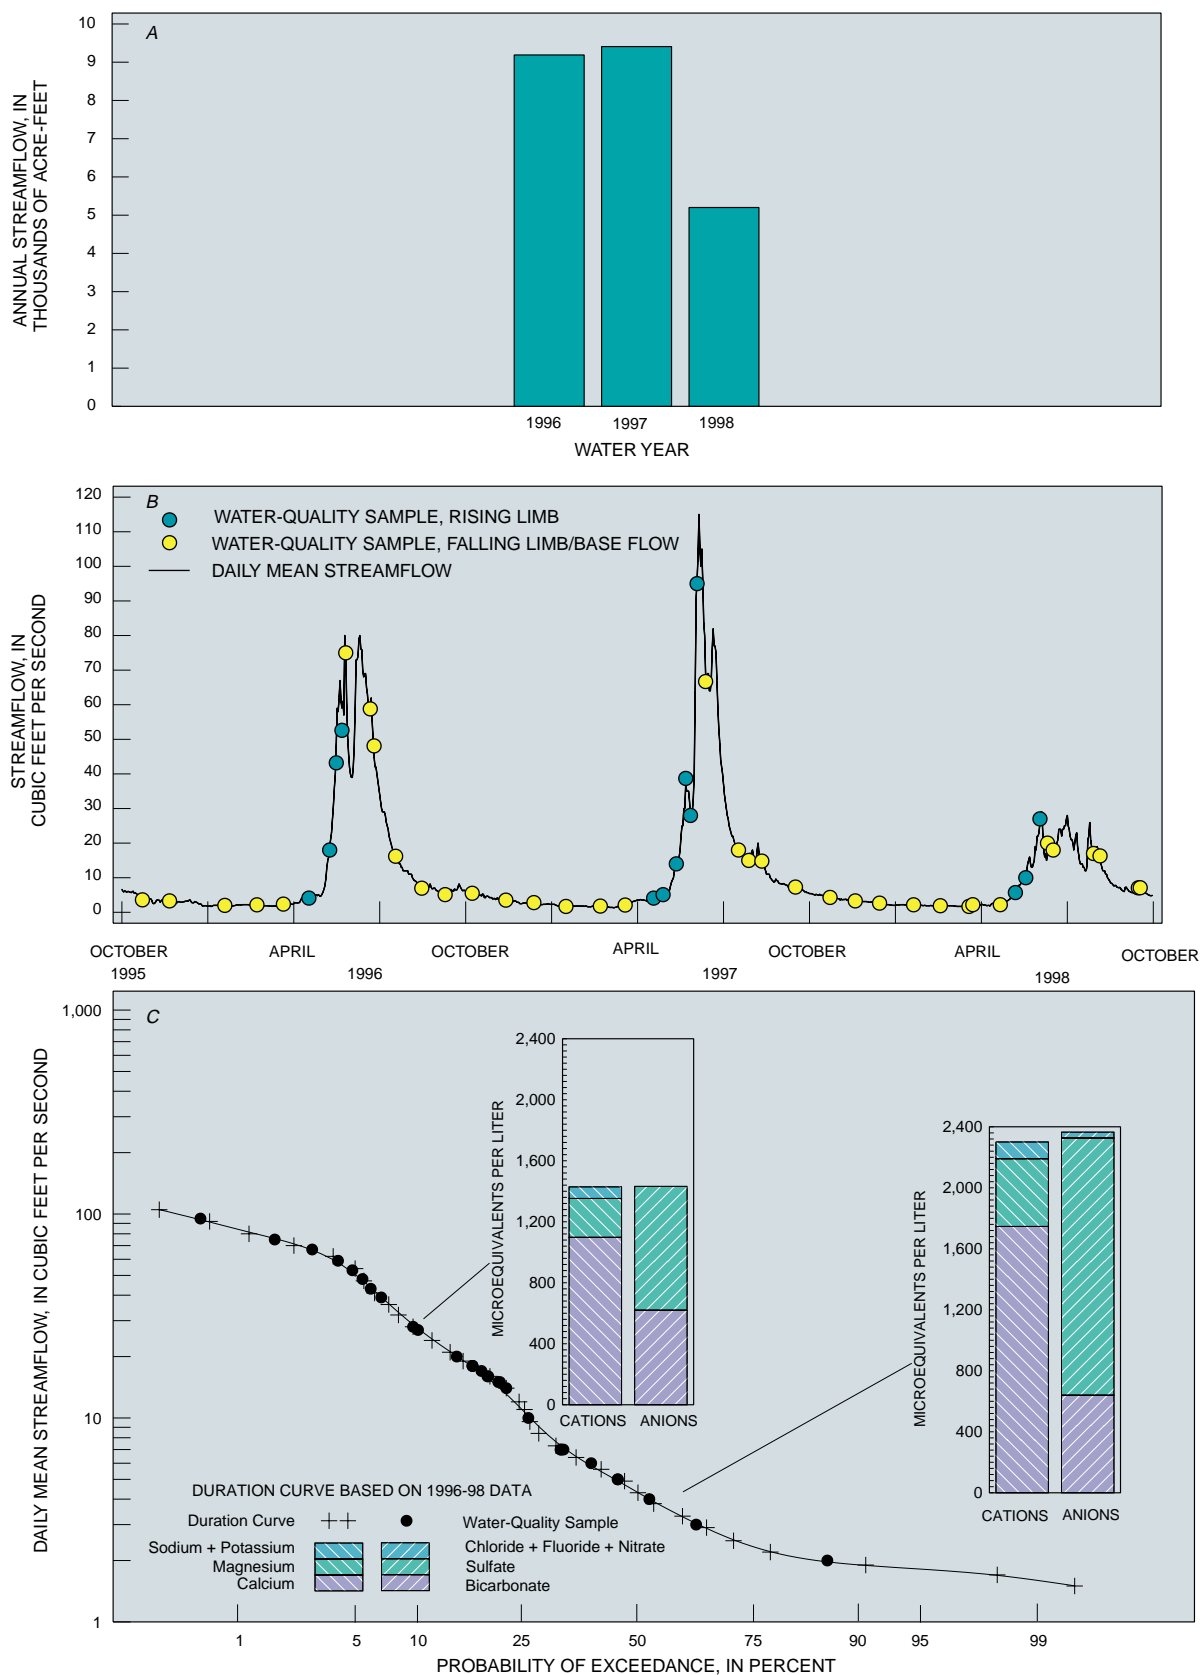 A
ANNUAL STREAMFLOW, IN
THOUSANDS OF ACRE-FEET
10
9
8
7
6
5
4
3
2
1
0
1996 1997 1998
WATER YEAR
B
STREAMFLOW, IN
CUBIC FEET PER SECOND
120
110
100
90
80
70
60
50
40
30
20
10
0
WATER-QUALITY SAMPLE, RISING LIMB
WATER-QUALITY SAMPLE, FALLING LIMB/BASE FLOW
DAILY MEAN STREAMFLOW
OCTOBER APRIL OCTOBER APRIL OCTOBER APRIL OCTOBER
1995 1996 1997 1998
C
DAILY MEAN STREAMFLOW, IN CUBIC FEET PER SECOND
1,000
100
10
1
MICROEQUIVALENTS PER LITER
2,400
2,000
1,600
1,200
800
400
0
CATIONS ANIONS
MICROEQUIVALENTS PER LITER
2,400
2,000
1,600
1,200
800
400
0
CATIONS ANIONS
DURATION CURVE BASED ON 1996-98 DATA
Duration Curve Water-Quality Sample
Sodium + Potassium Chloride + Fluoride + Nitrate
Magnesium Sulfate
Calcium Bicarbonate
1 5 10 25 50 75 90 95 99
PROBABILITY OF EXCEEDANCE, IN PERCENT